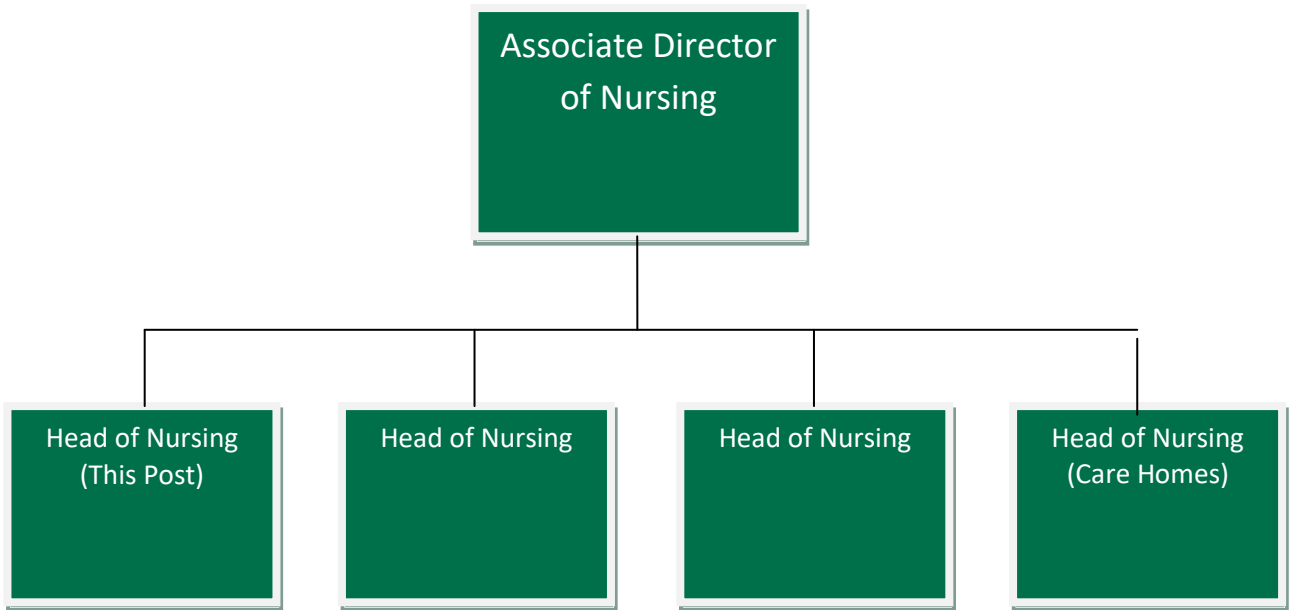 Associate Director
of Nursing
Head of Nursing
(This Post)
Head of Nursing
Head of Nursing
Head of Nursing
(Care Homes)